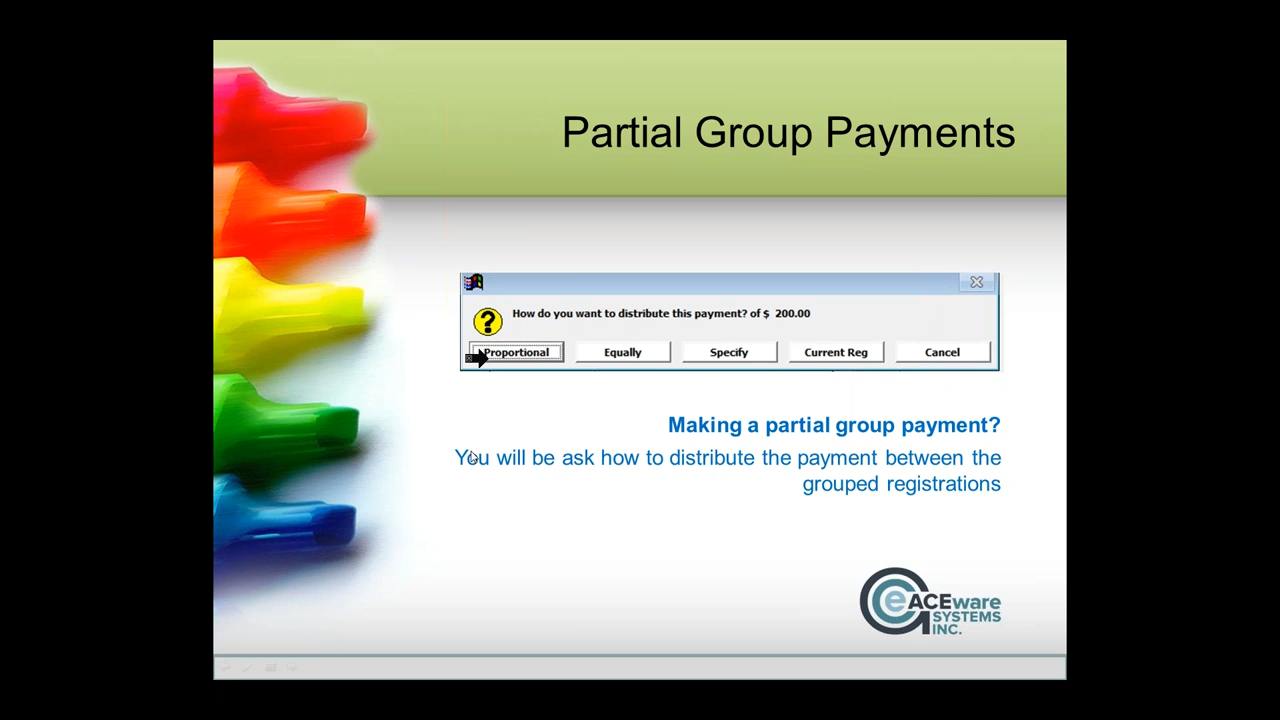 Partial Group Payments
How do you want to distribute this payment? of $ 200.00
Proportional Equally Specify Current Reg Cancel
Making a partial group payment?
You will be ask how to distribute the payment between the
grouped registrations
e ACEware
SYSTEMS
INC.